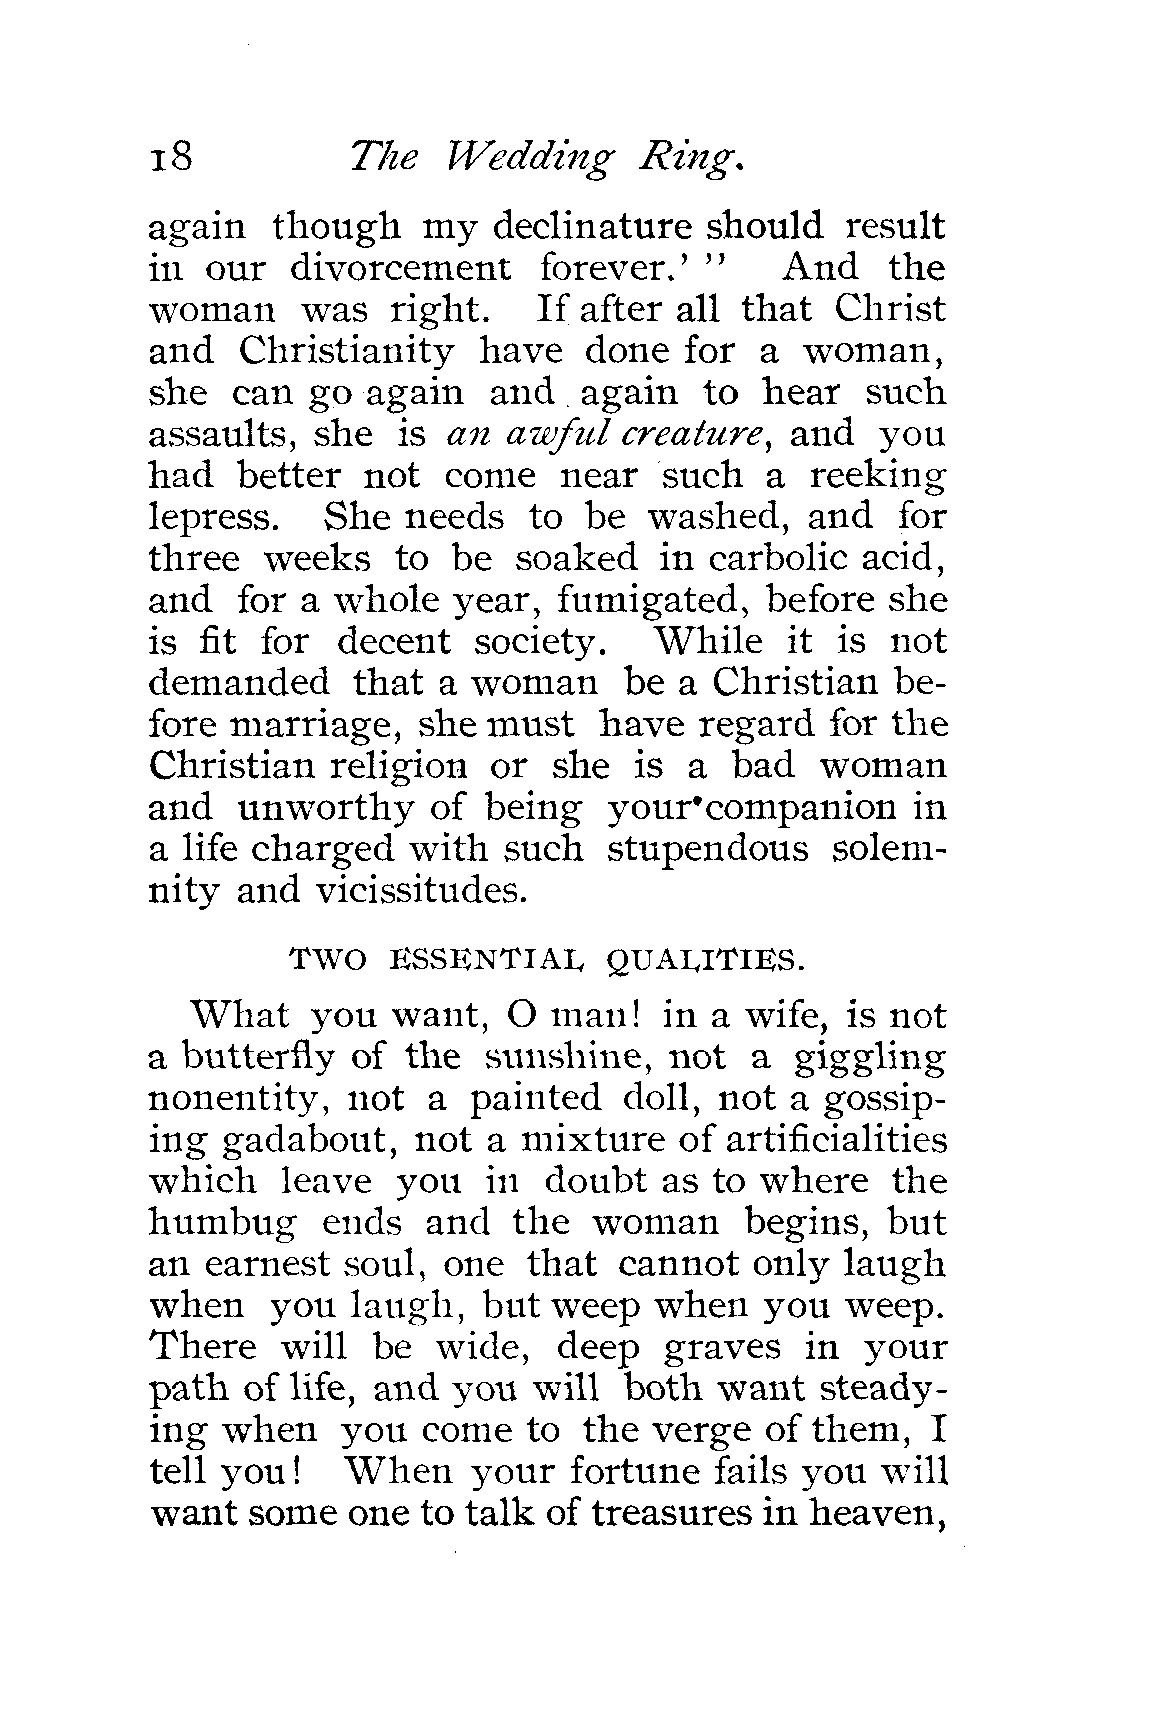 18 The Wedding Ring.
again though my declinature should result
in our divorcement forever.' " And the
woman was right. If after all that Christ
and Christianity have done for a woman,
she can go again and again to hear such
assaults, she is an awful creature, and you
had better not come near such a reeking
lepress. She needs to be washed, and for
three weeks to be soaked in carbolic acid,
and for a whole year, fumigated, before she
is fit for decent society. While it is not
demanded that a woman be a Christian be-
fore marriage, she must have regard for the
Christian religion or she is a bad woman
and unworthy of being your companion in
a life charged with such stupendous solem-
nity and vicissitudes.
TWO ESSENTIAL QUALITIES.
What you want, O man! in a wife, is not
a butterfly of the sunshine, not a giggling
nonentity, not a painted doll, not a gossip-
ing gadabout, not a mixture of artificialities
which leave you in doubt as to where the
humbug ends and the woman begins, but
an earnest soul, one that cannot only laugh
when you laugh, but weep when you weep.
There will be wide, deep graves in your
path of life, and you will both want steady-
ing when you come to the verge of them, I
tell you! When your fortune fails you will
want some one to talk of treasures in heaven,